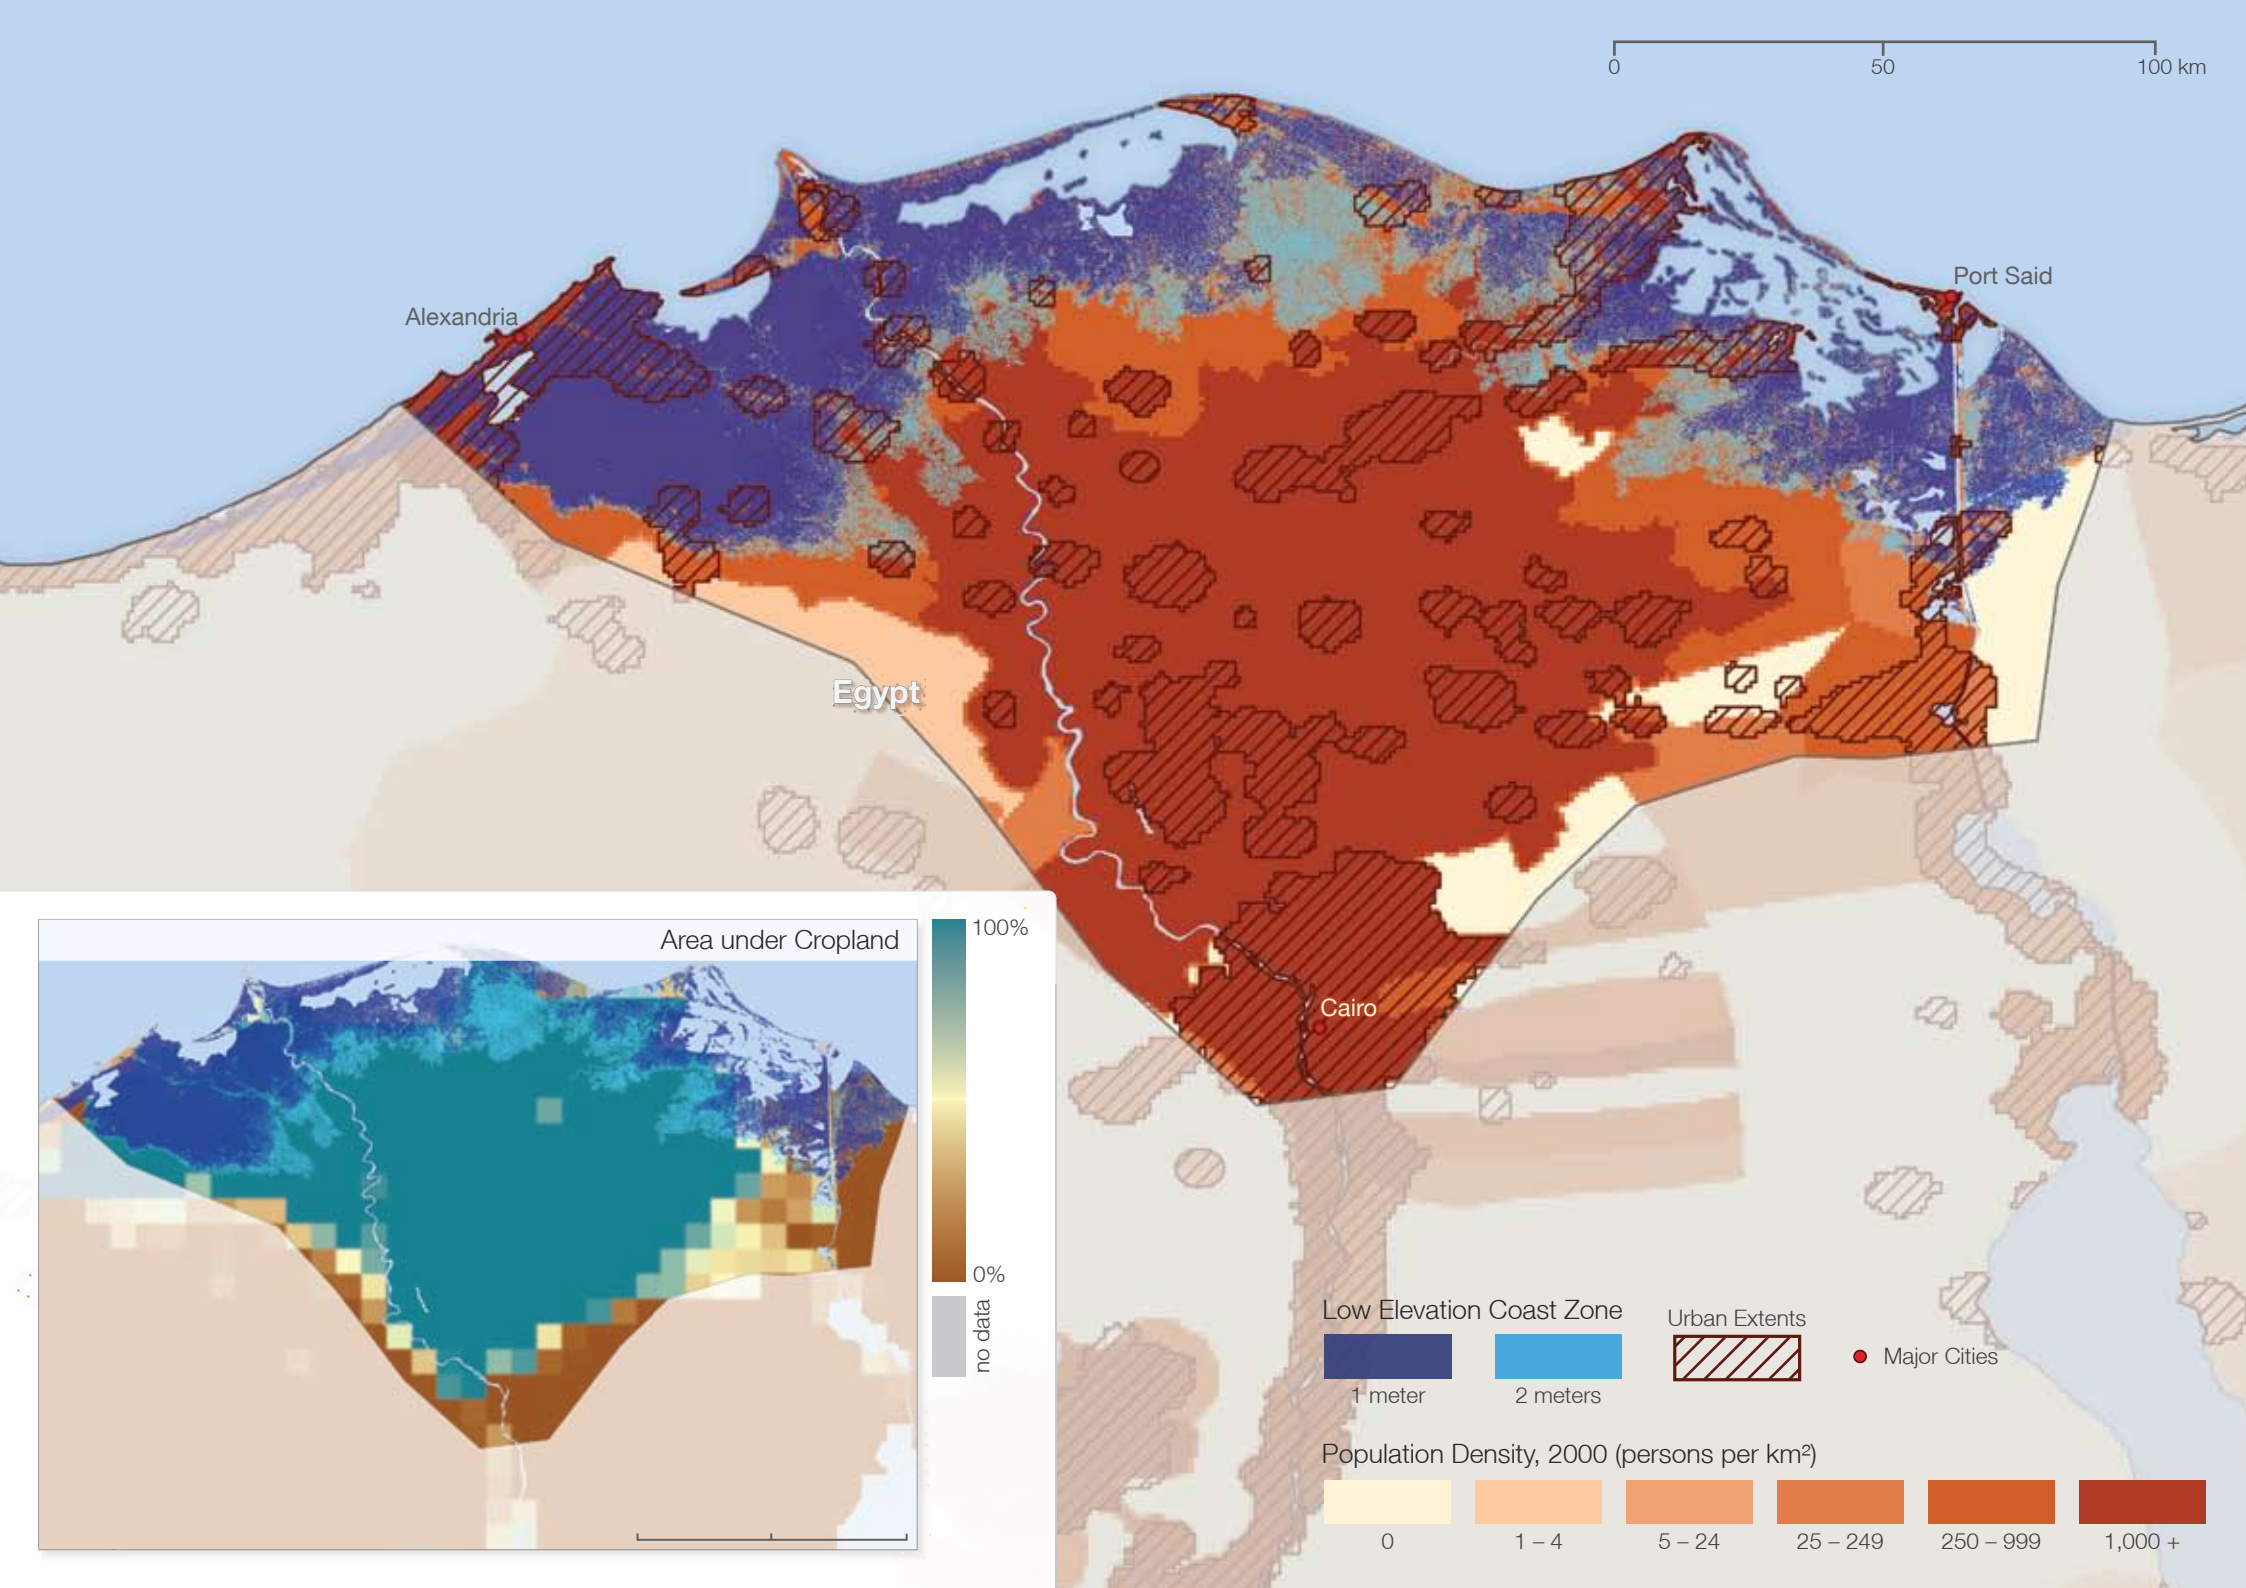 0
50
100 km
Port Said
Alexandria
Egypt
Cairo
Area under Cropland
100%
0%
no data
Low Elevation Coast Zone
1 meter
2 meters
Urban Extents
Major Cities
Population Density, 2000 (persons per km²)
0
1 – 4
5 – 24
25 – 249
250 – 999
1,000 +